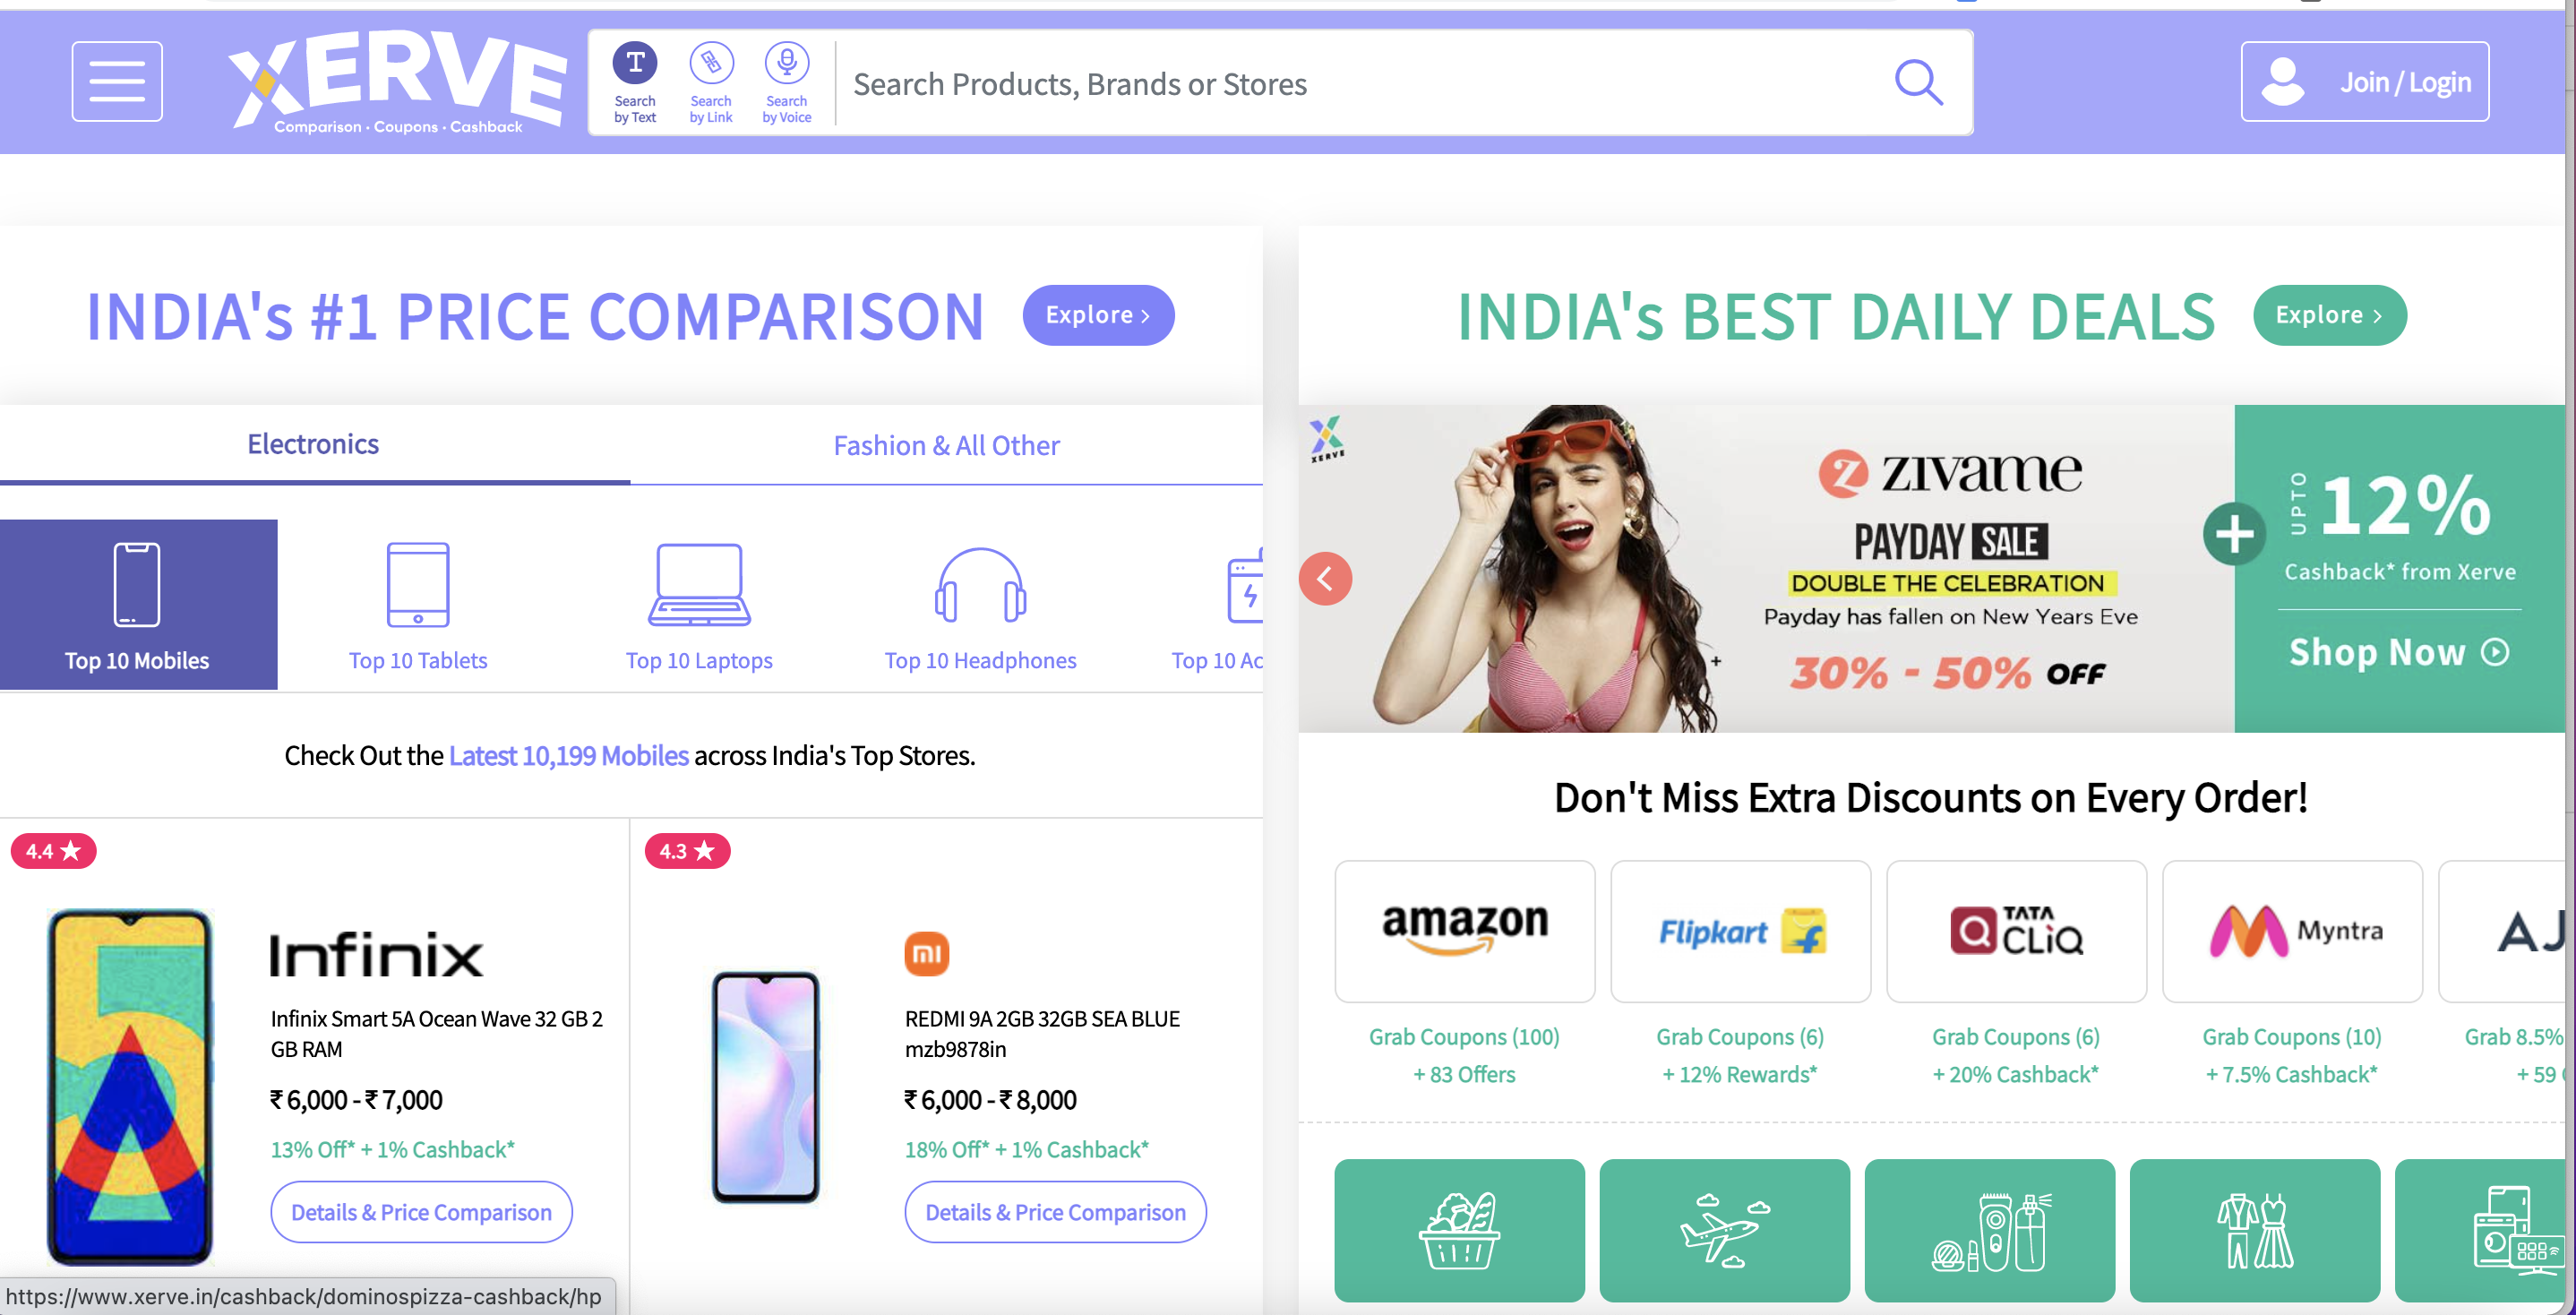 XERVE
Comparison · Coupons · Cashback
T
Search
by Text
Search
by Link
Search
by Voice
Search Products, Brands or Stores
Join / Login
INDIA's #1 PRICE COMPARISON
Explore >
Electronics
Fashion & All Other
Top 10 Mobiles
Top 10 Tablets
Top 10 Laptops
Top 10 Headphones
Top 10 Ac
Check Out the Latest 10,199 Mobiles across India's Top Stores.
4.4 ★
Infinix
Infinix Smart 5A Ocean Wave 32 GB 2
GB RAM
₹ 6,000 - ₹ 7,000
13% Off* + 1% Cashback*
Details & Price Comparison
4.3 ★
mi
REDMI 9A 2GB 32GB SEA BLUE
mzb9878in
₹ 6,000 - ₹ 8,000
18% Off* + 1% Cashback*
Details & Price Comparison
https://www.xerve.in/cashback/dominospizza-cashback/hp
INDIA's BEST DAILY DEALS
Explore >
XERVE
Z zivame
PAYDAY SALE
DOUBLE THE CELEBRATION
Payday has fallen on New Years Eve
30% - 50% OFF
+
UPTO 12%
Cashback* from Xerve
Shop Now
Don't Miss Extra Discounts on Every Order!
amazon
Grab Coupons (100)
+ 83 Offers
Flipkart
Grab Coupons (6)
+ 12% Rewards*
TATA
CLiQ
Grab Coupons (6)
+ 20% Cashback*
Myntra
Grab Coupons (10)
+ 7.5% Cashback*
AJ
Grab 8.5%
+ 59